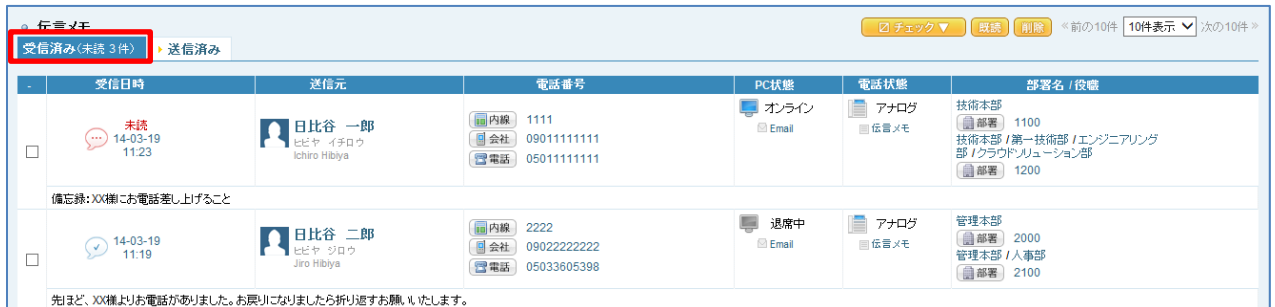 伝言メモ
チェック▼ 既読 削除 ≪前の10件 10件表示 次の10件≫
受信済み(未読 3件) 送信済み
- 受信日時 送信元 電話番号 PC状態 電話状態 部署名 / 役職
未読
14-03-19
11:23
日比谷 一郎
ヒビヤ イチロウ
Ichiro Hibiya
内線 1111
会社 09011111111
電話 05011111111
オンライン
Email
アナログ
伝言メモ
技術本部
部署 1100
技術本部 / 第一技術部 / エンジニアリング
部 / クラウドソリューション部
部署 1200
備忘録:XX様にお電話差し上げること
14-03-19
11:19
日比谷 二郎
ヒビヤ ジロウ
Jiro Hibiya
内線 2222
会社 09022222222
電話 05033605398
退席中
Email
アナログ
伝言メモ
管理本部
部署 2000
管理本部 / 人事部
部署 2100
先ほど、XX様よりお電話がありました。お戻りになりましたら折り返すお願いいたします。